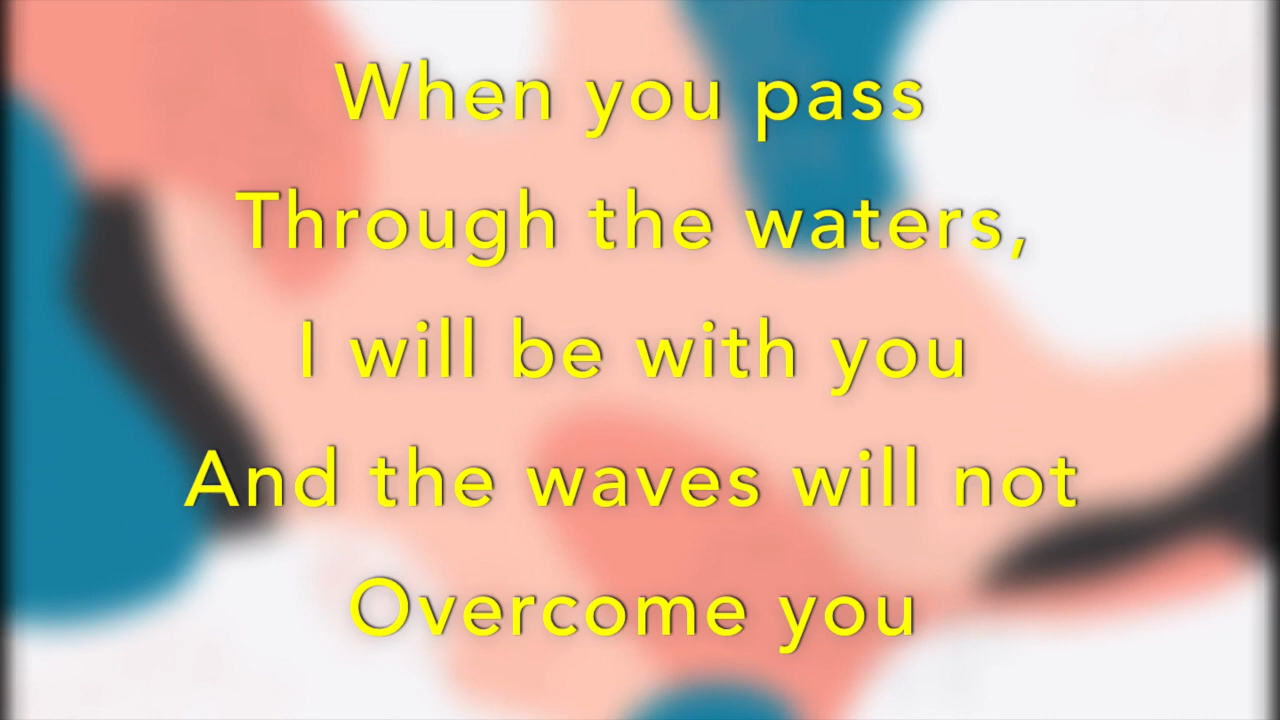 When you pass
Through the waters,
I will be with you
And the waves will not
Overcome you